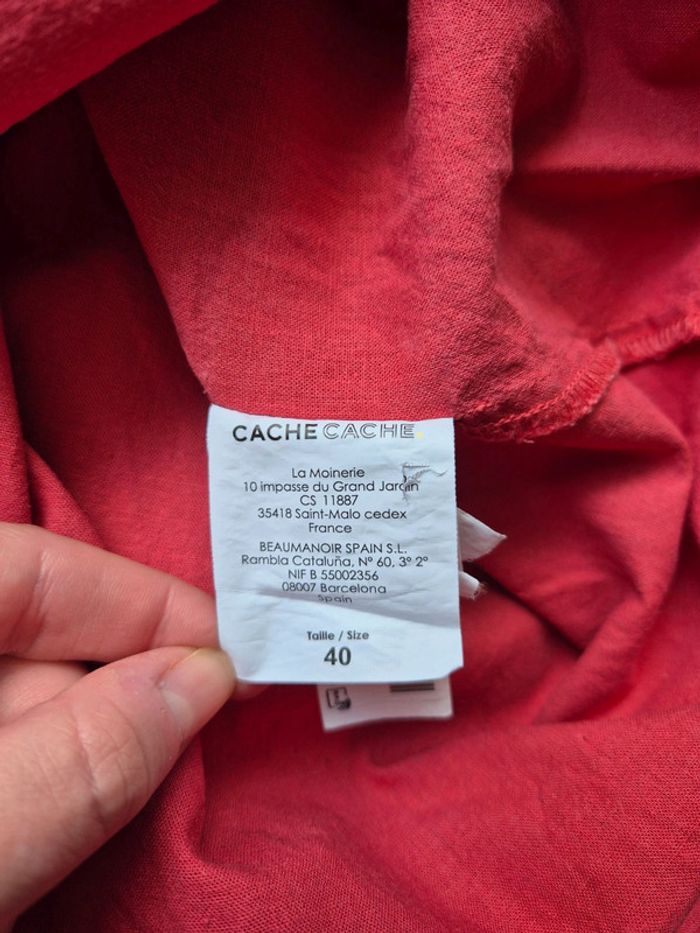 CACHE CACHE.
La Moinerie
10 impasse du Grand Jardin
CS 11887
35418 Saint-Malo cedex
France
BEAUMANOIR SPAIN S.L.
Rambla Cataluña, Nº 60, 3º 2º
NIF B 55002356
08007 Barcelona
Spain
Taille / Size
40